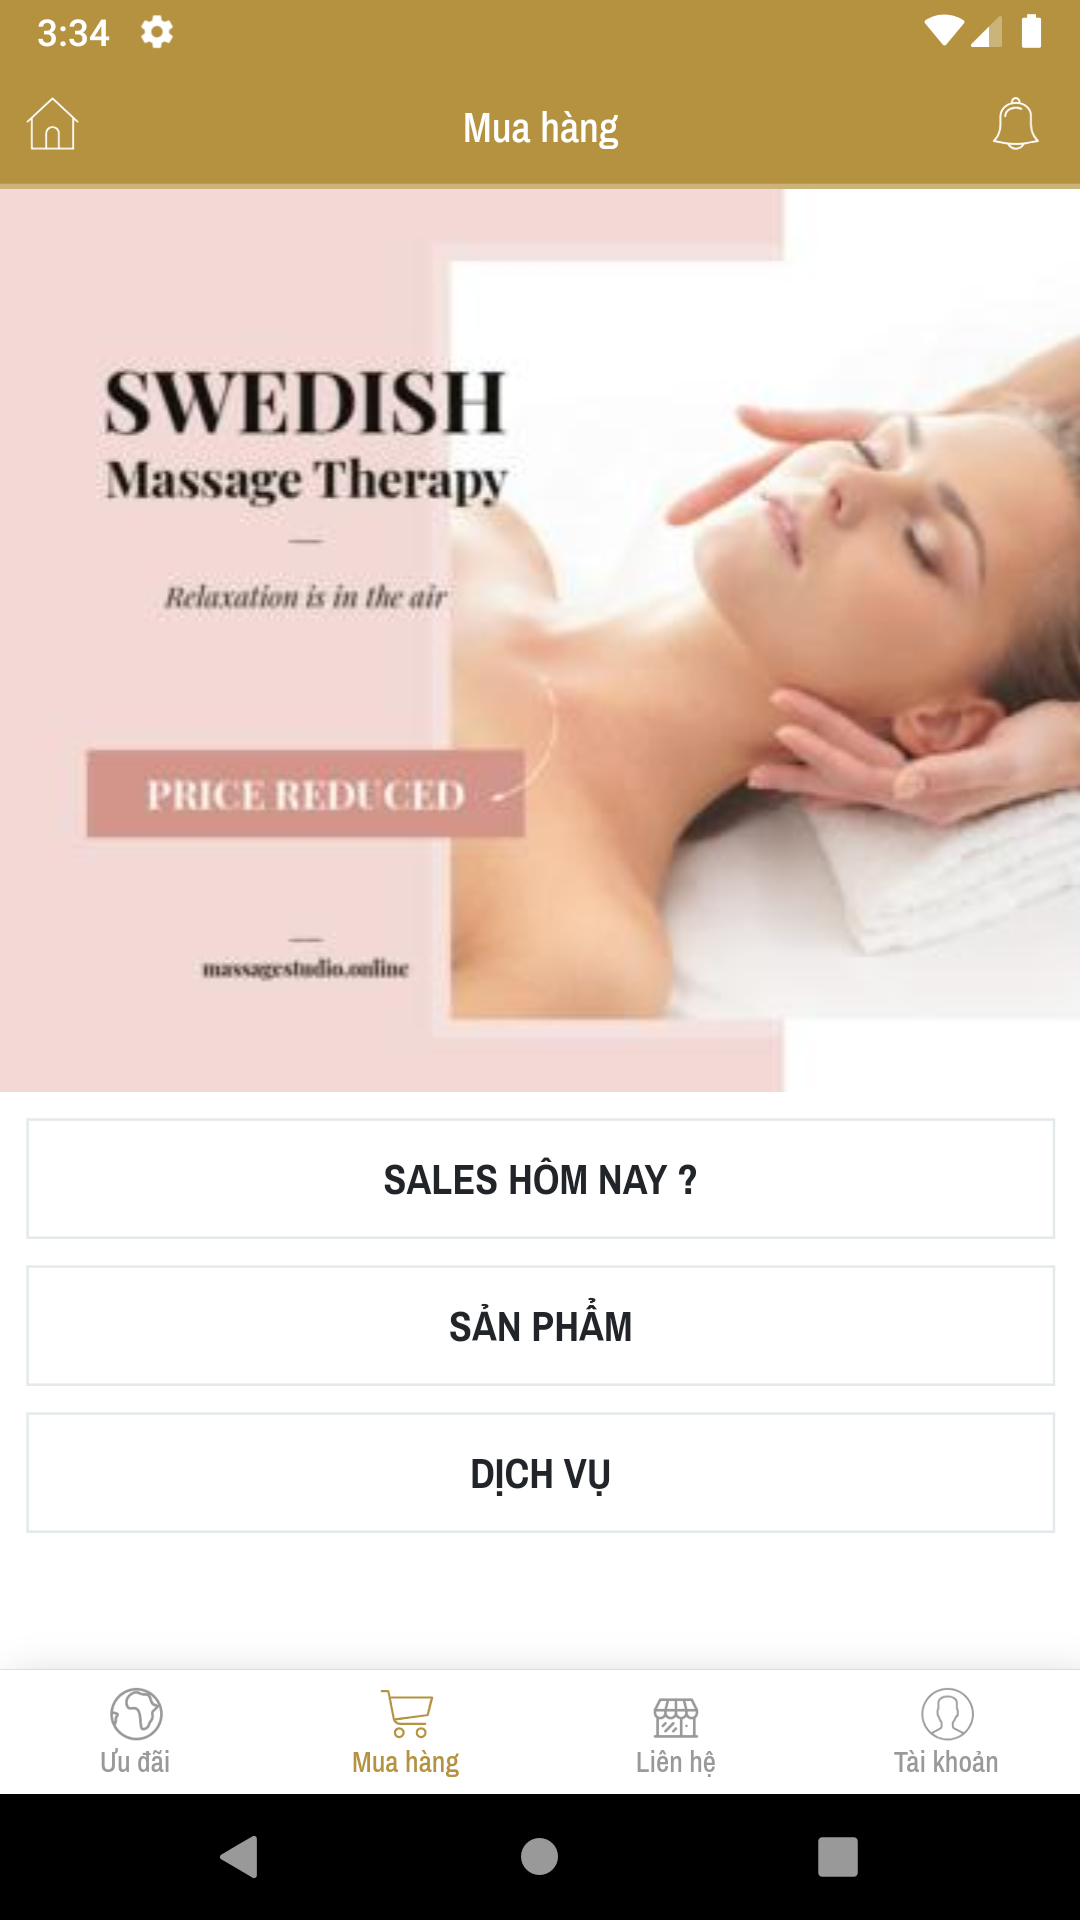 3:34
Mua hàng
SWEDISH
Massage Therapy
Relaxation is in the air
PRICE REDUCED
massagestudio.online
SALES HÔM NAY ?
SẢN PHẨM
DỊCH VỤ
Ưu đãi
Mua hàng
Liên hệ
Tài khoản